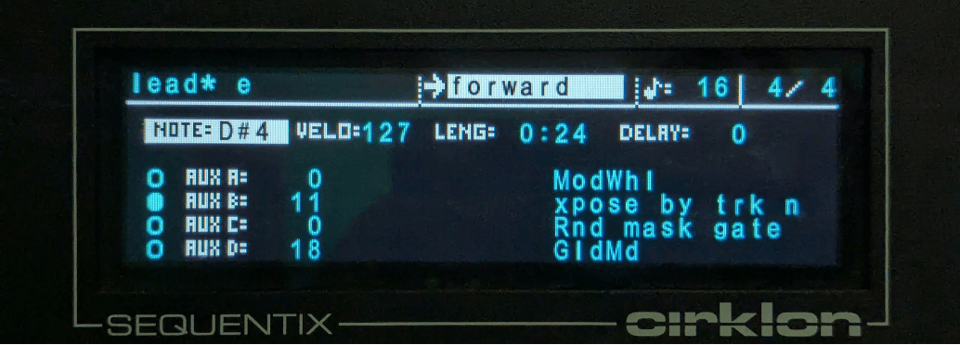 lead* e →forward ♪= 16 4/4
NOTE=D#4 VELO=127 LENG= 0:24 DELAY= 0
AUX A= 0 ModWhl
AUX B= 11 xpose by trk n
AUX C= 0 Rnd mask gate
AUX D= 18 GldMd
SEQUENTIX cirklon